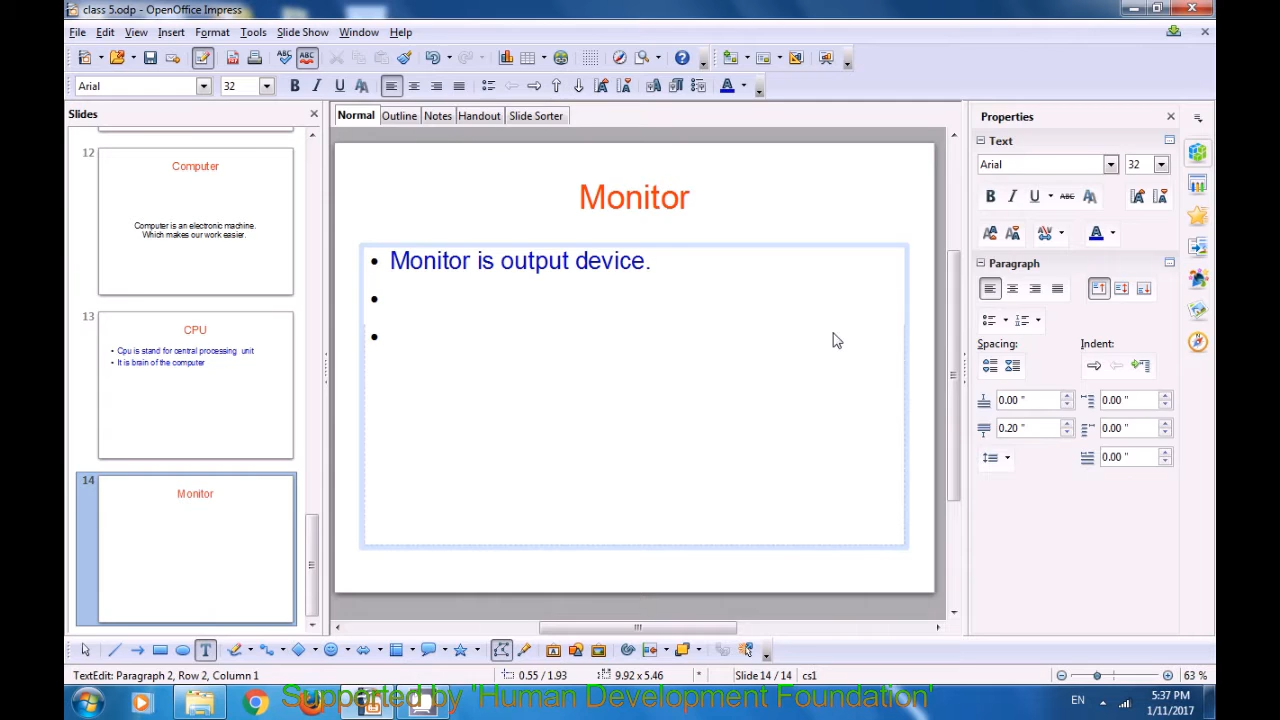 class 5.odp - OpenOffice Impress
File Edit View Insert Format Tools Slide Show Window Help
Arial 32
Slides
Normal Outline Notes Handout Slide Sorter
12
Computer
Computer is an electronic machine.
Which makes our work easier.
13
CPU
• Cpu is stand for central processing unit
• It is brain of the computer
14
Monitor
Monitor
• Monitor is output device.
•
•
Properties
Text
Arial 32
Paragraph
Spacing: Indent:
0.00 " 0.00 "
0.20 " 0.00 "
0.00 "
TextEdit: Paragraph 2, Row 2, Column 1 0.55 / 1.93 9.92 x 5.46 * Slide 14 / 14 cs1 63 %
Supported by 'Human Development Foundation'
EN 5:37 PM
1/11/2017